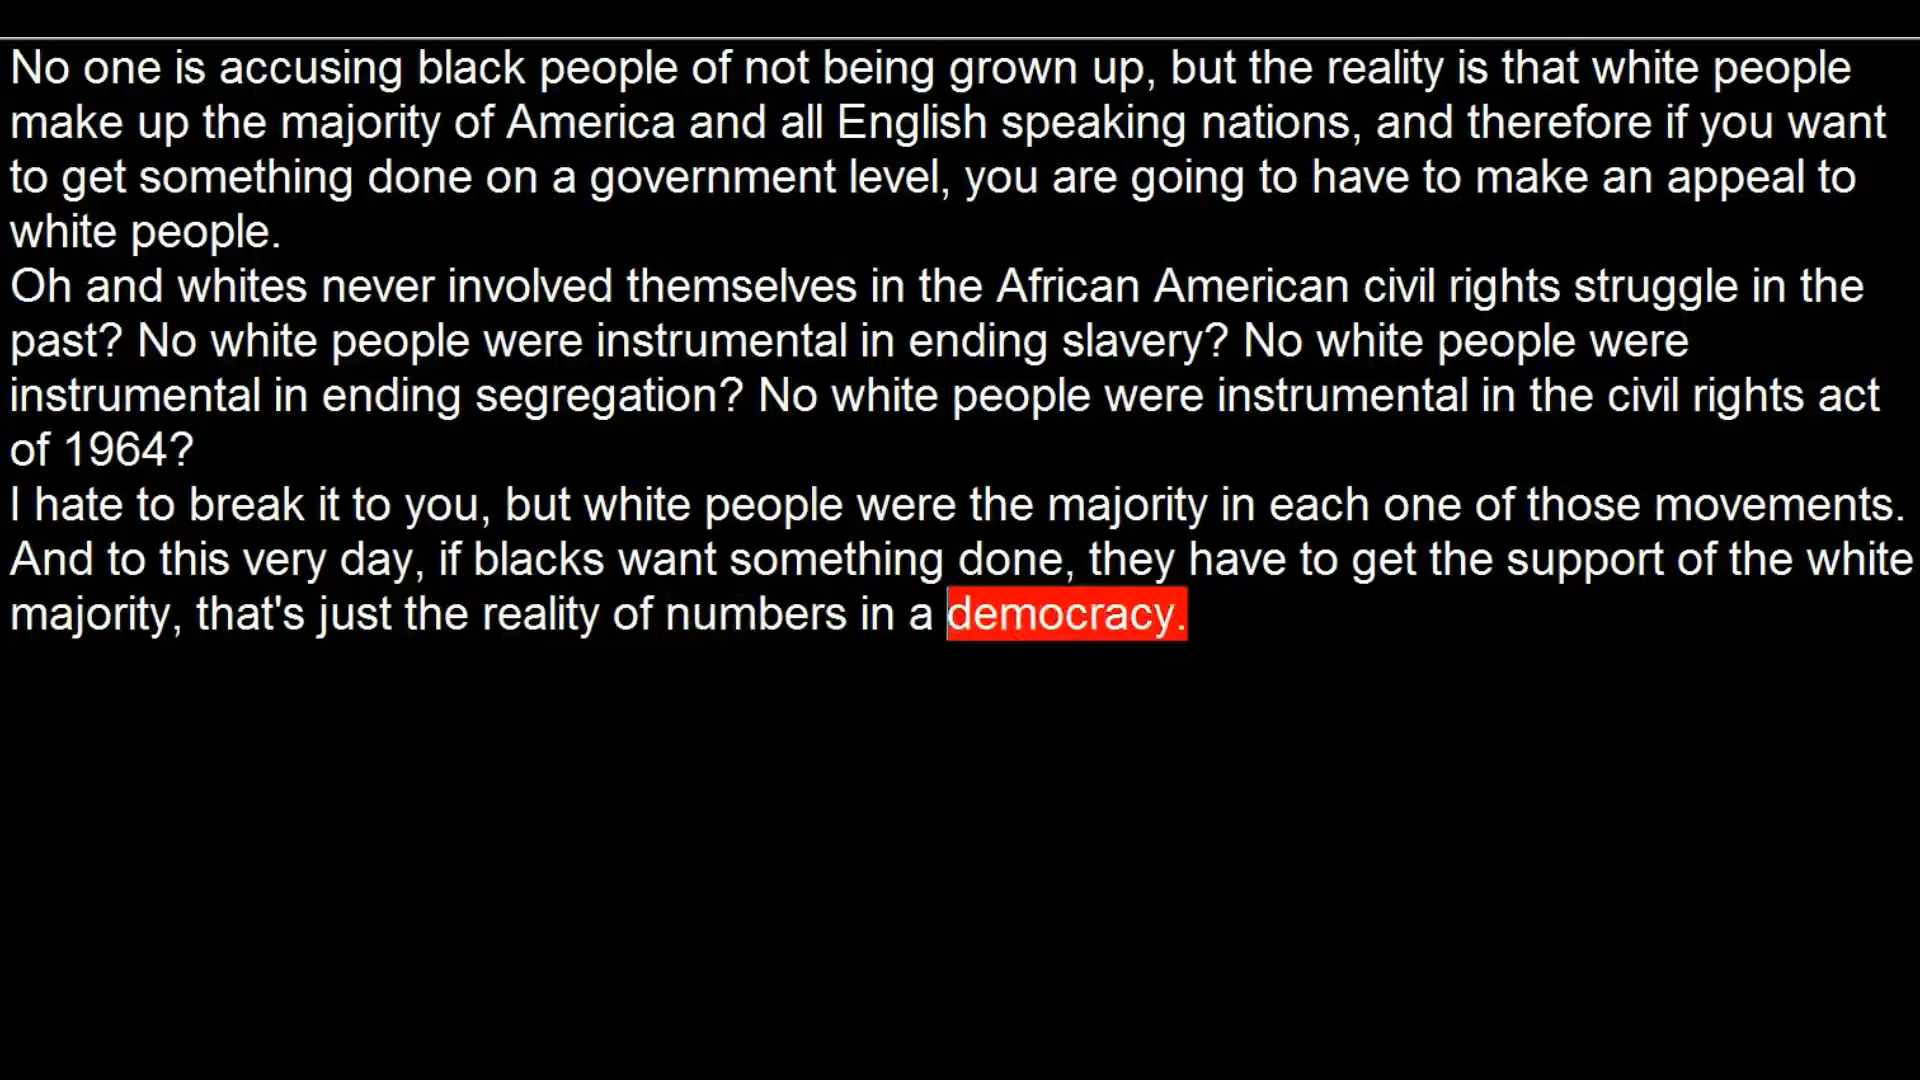 No one is accusing black people of not being grown up, but the reality is that white people
make up the majority of America and all English speaking nations, and therefore if you want
to get something done on a government level, you are going to have to make an appeal to
white people.
Oh and whites never involved themselves in the African American civil rights struggle in the
past? No white people were instrumental in ending slavery? No white people were
instrumental in ending segregation? No white people were instrumental in the civil rights act
of 1964?
I hate to break it to you, but white people were the majority in each one of those movements.
And to this very day, if blacks want something done, they have to get the support of the white
majority, that's just the reality of numbers in a democracy.